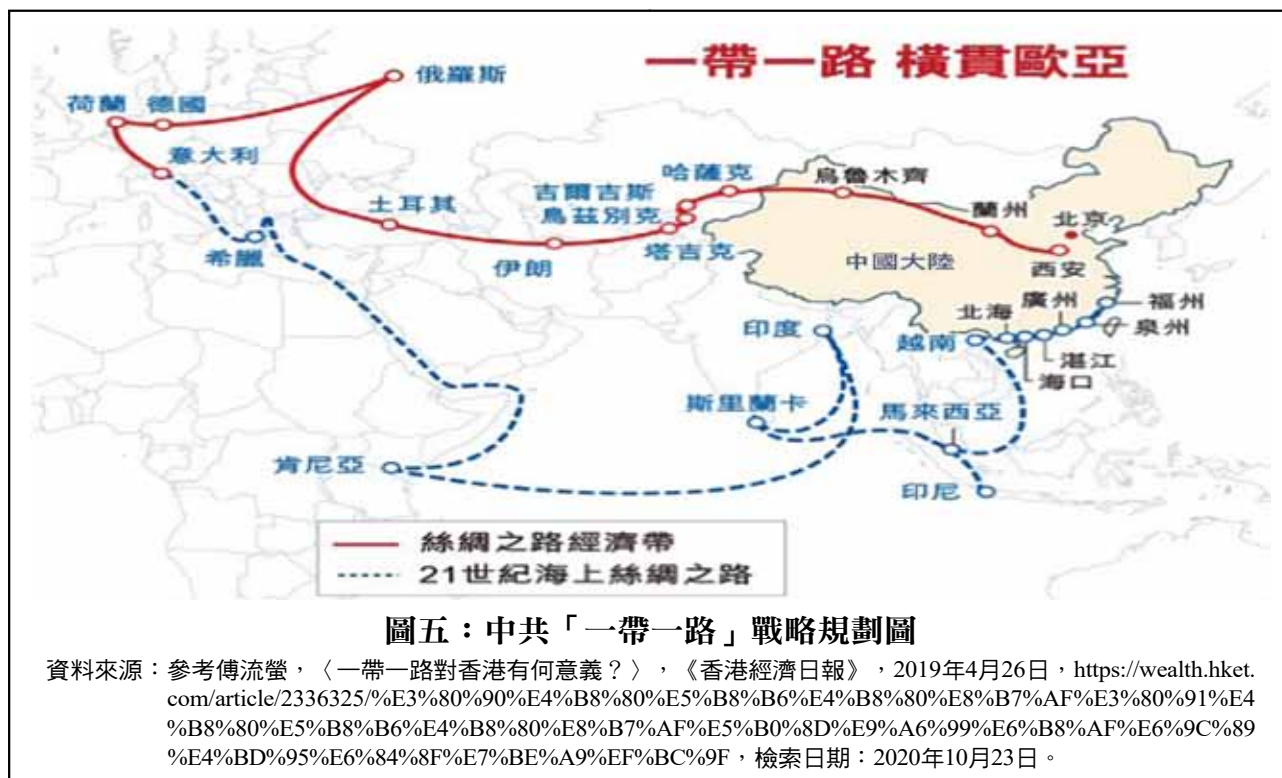 一帶一路 橫貫歐亞
俄羅斯
荷蘭 德國
意大利
希臘
土耳其
伊朗
吉爾吉斯
烏茲別克
塔吉克
哈薩克
烏魯木齊
蘭州
北京
西安
中國大陸
福州
泉州
廣州
湛江
北海
海口
越南
印度
斯里蘭卡
馬來西亞
印尼
肯尼亞
絲綢之路經濟帶
21世紀海上絲綢之路
圖五：中共「一帶一路」戰略規劃圖
資料來源：參考傅流螢，〈一帶一路對香港有何意義？〉，《香港經濟日報》，2019年4月26日，https://wealth.hket.
com/article/2336325/%E3%80%90%E4%B8%80%E5%B8%B6%E4%B8%80%E8%B7%AF%E3%80%91%E4
%B8%80%E5%B8%B6%E4%B8%80%E8%B7%AF%E5%B0%8D%E9%A6%99%E6%B8%AF%E6%9C%89
%E4%BD%95%E6%84%8F%E7%BE%A9%EF%BC%9F，檢索日期：2020年10月23日。